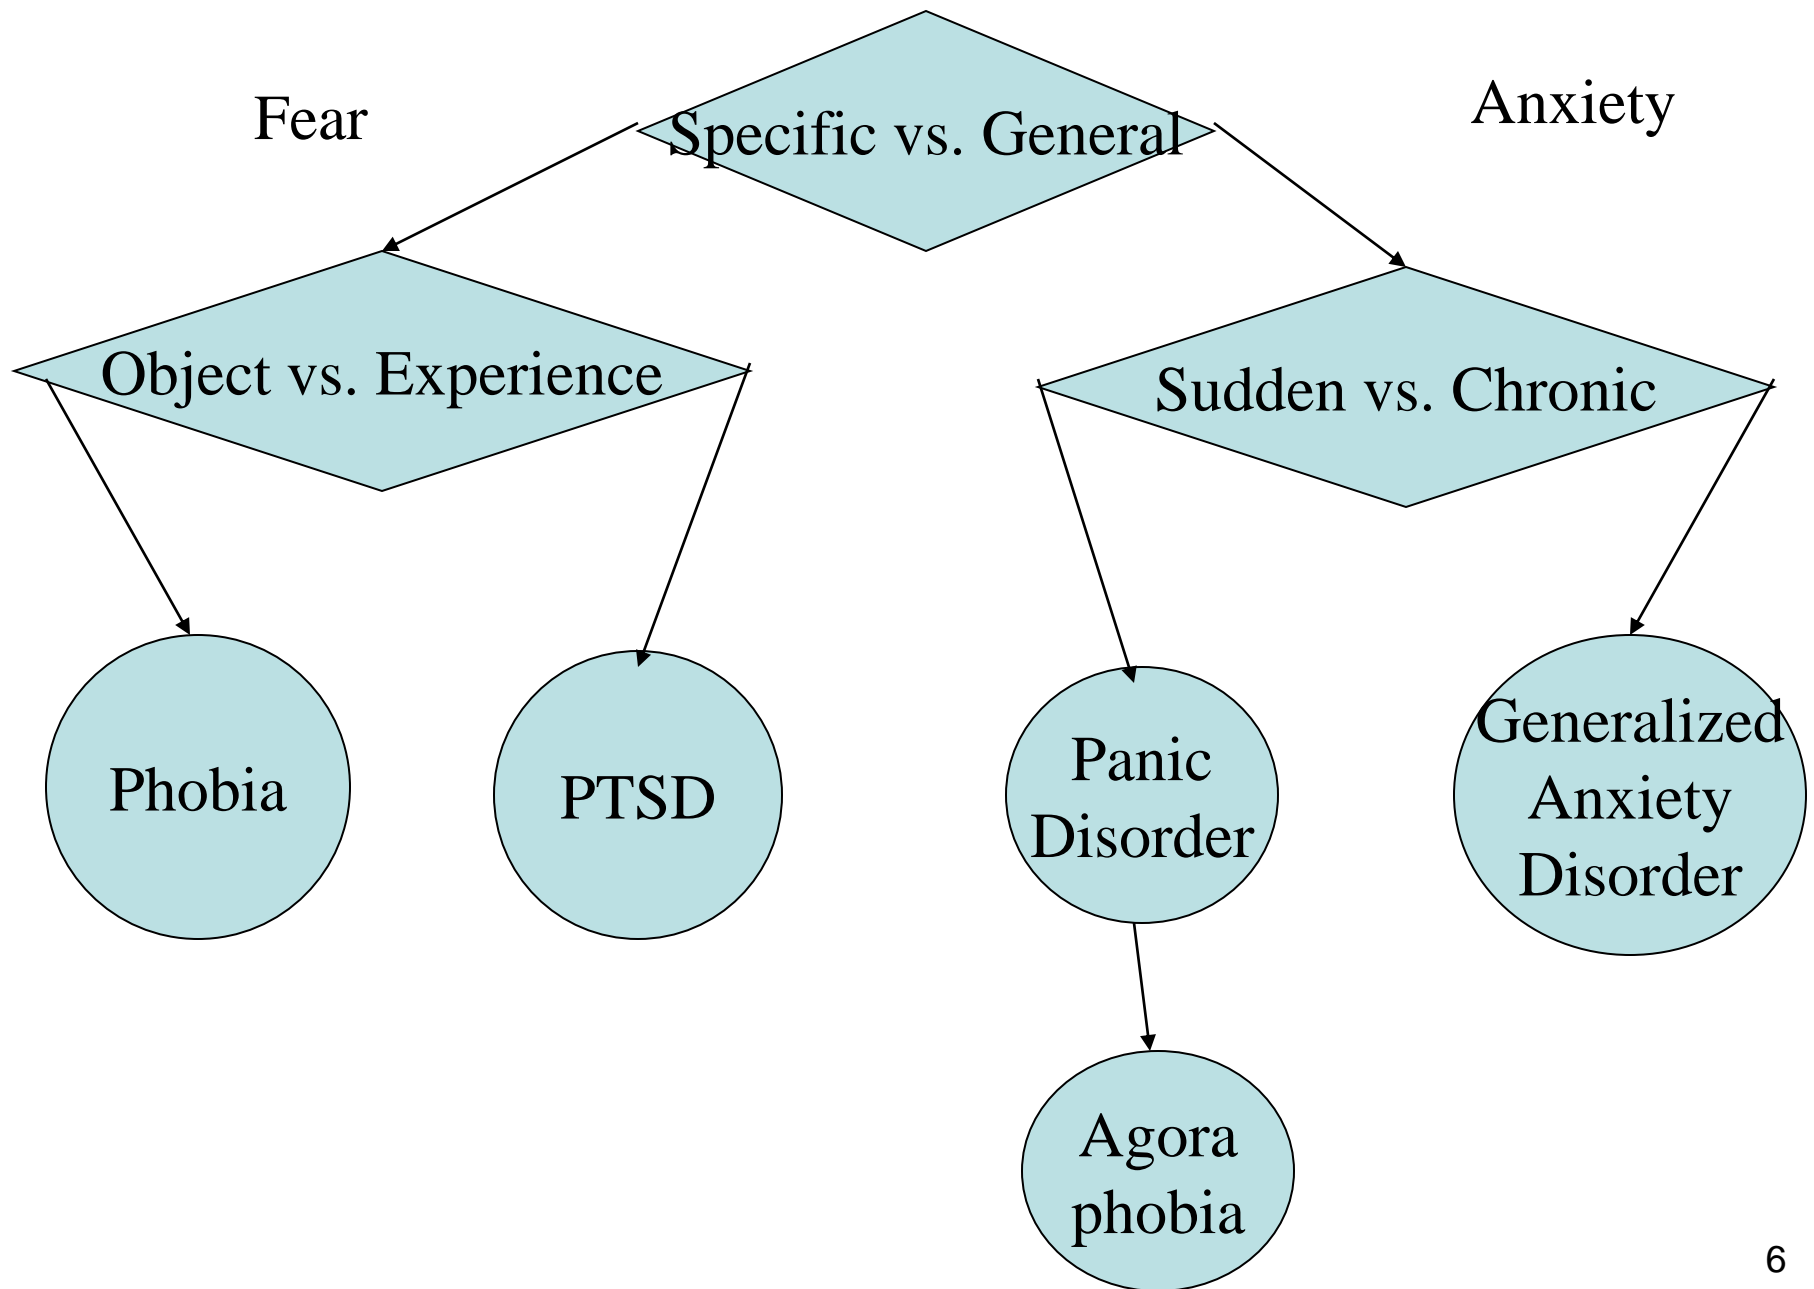 Fear
Specific vs. General
Anxiety
Object vs. Experience
Sudden vs. Chronic
Phobia
PTSD
Panic
Disorder
Generalized
Anxiety
Disorder
Agora
phobia
6